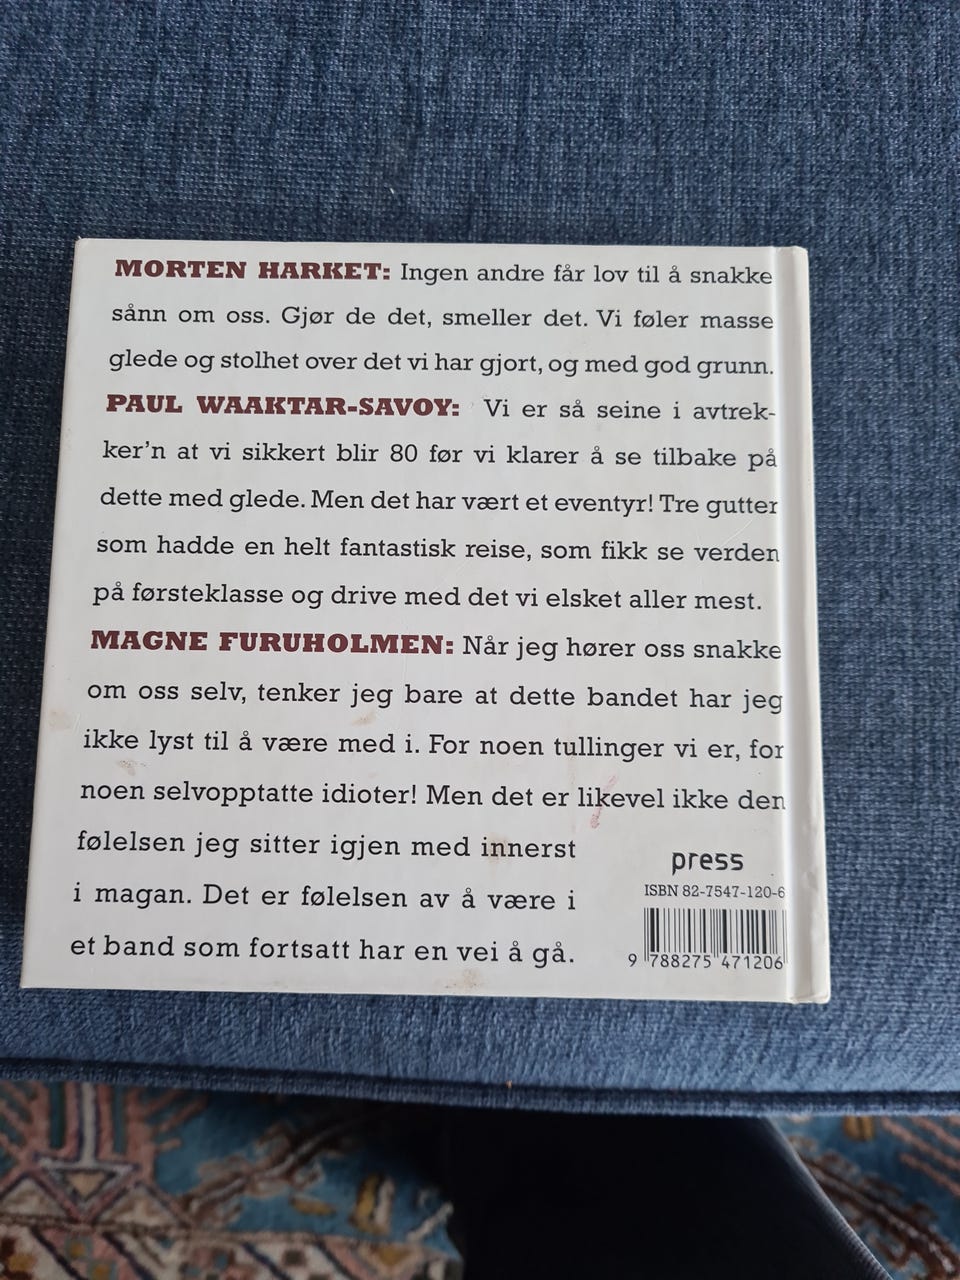 MORTEN HARKET: Ingen andre får lov til å snakke
sånn om oss. Gjør de det, smeller det. Vi føler masse
glede og stolhet over det vi har gjort, og med god grunn.
PAUL WAAKTAR-SAVOY: Vi er så seine i avtrek-
ker'n at vi sikkert blir 80 før vi klarer å se tilbake på
dette med glede. Men det har vært et eventyr! Tre gutter
som hadde en helt fantastisk reise, som fikk se verden
på førsteklasse og drive med det vi elsket aller mest.
MAGNE FURUHOLMEN: Når jeg hører oss snakke
om oss selv, tenker jeg bare at dette bandet har jeg
ikke lyst til å være med i. For noen tullinger vi er, for
noen selvopptatte idioter! Men det er likevel ikke den
følelsen jeg sitter igjen med innerst
i magan. Det er følelsen av å være i
et band som fortsatt har en vei å gå.
press
ISBN 82-7547-120-6
9 788275 471206